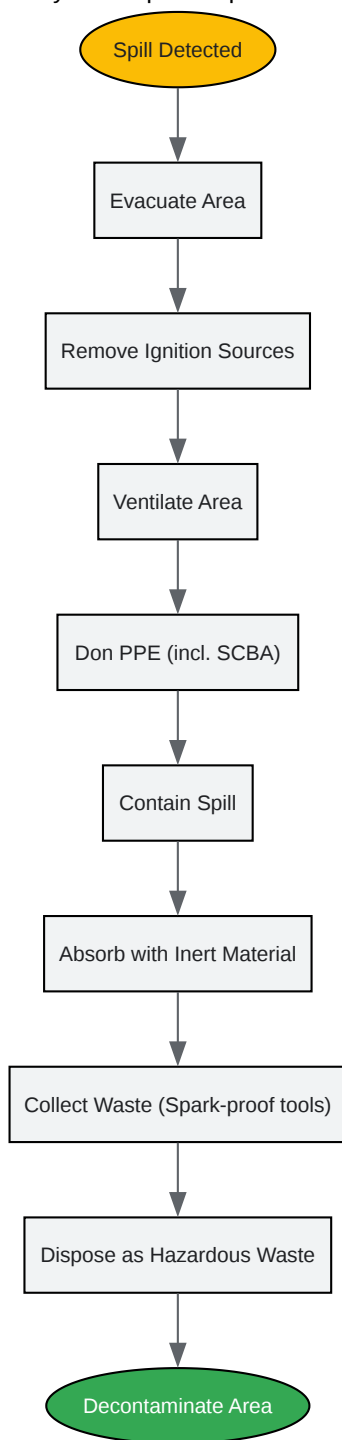 Spill Detected
Evacuate Area
Remove Ignition Sources
Ventilate Area
Don PPE (incl. SCBA)
Contain Spill
Absorb with Inert Material
Collect Waste (Spark-proof tools)
Dispose as Hazardous Waste
Decontaminate Area